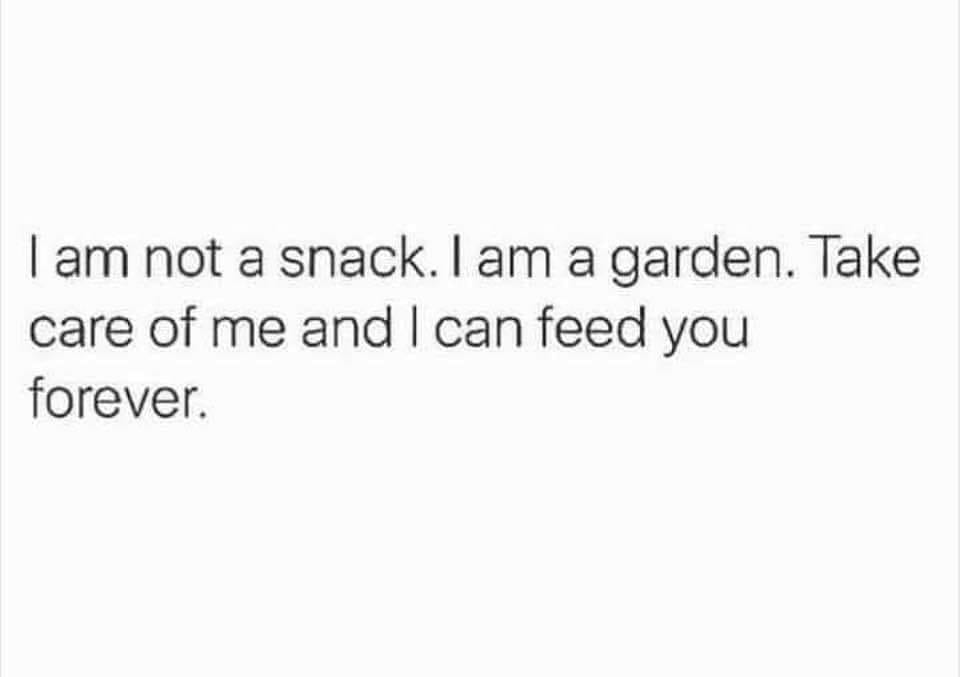 I am not a snack. I am a garden. Take
care of me and I can feed you
forever.